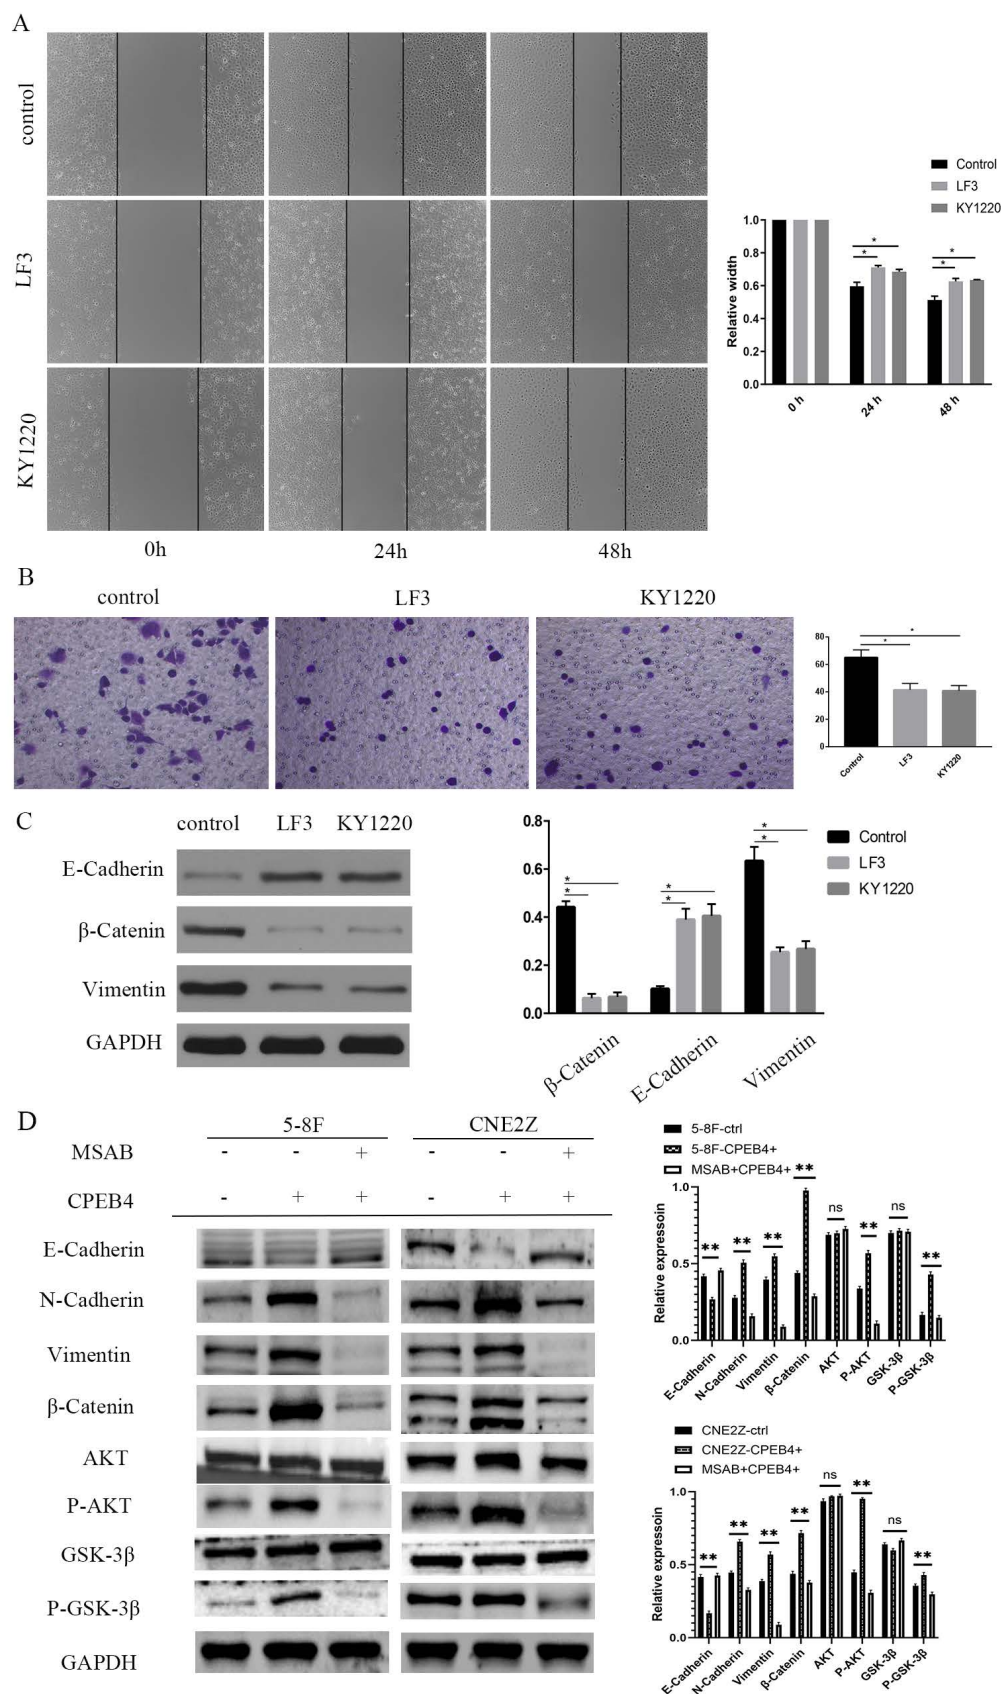 A
control
LF3
KY1220
0h
24h
48h
Control
LF3
KY1220
Relative width
1.0
0.8
0.6
0.4
0.2
0.0
* * * *
0 h
24 h
48 h
B
control
LF3
KY1220
80
60
40
20
0
* *
Control
LF3
KY1220
C
control LF3 KY1220
E-Cadherin
β-Catenin
Vimentin
GAPDH
0.8
0.6
0.4
0.2
0.0
* * * * * *
β-Catenin
E-Cadherin
Vimentin
Control
LF3
KY1220
D
5-8F CNE2Z
MSAB - - + - - +
CPEB4 - + + - + +
E-Cadherin
N-Cadherin
Vimentin
β-Catenin
AKT
P-AKT
GSK-3β
P-GSK-3β
GAPDH
5-8F-ctrl
5-8F-CPEB4+
MSAB+CPEB4+
Relative expressoin
1.0
0.5
0.0
** ** ** ** ns ** ns **
E-Cadherin
N-Cadherin
Vimentin
β-Catenin
AKT
P-AKT
GSK-3β
P-GSK-3β
CNE2Z-ctrl
CNE2Z-CPEB4+
MSAB+CPEB4+
Relative expressoin
1.0
0.5
0.0
** ** ** ** ns ** ns **
E-Cadherin
N-Cadherin
Vimentin
β-Catenin
AKT
P-AKT
GSK-3β
P-GSK-3β